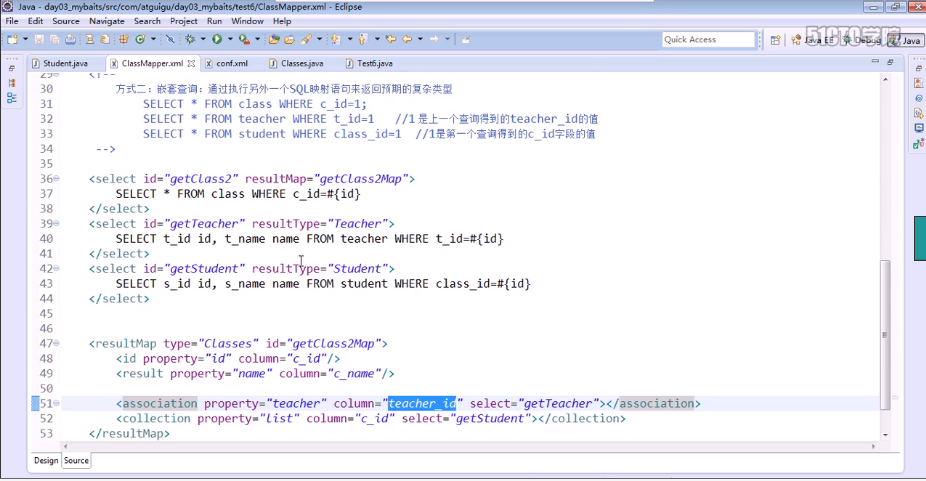 Java - day03_mybaits/src/com/atguigu/day03_mybaits/test6/ClassMapper.xml - Eclipse
File Edit Source Navigate Search Project Run Window Help
Quick Access
Java EE Debug Java
51CTO学院
Student.java ClassMapper.xml conf.xml Classes.java Test6.java
29 <!--
30 方式二：嵌套查询：通过执行另外一个SQL映射语句来返回预期的复杂类型
31 SELECT * FROM class WHERE c_id=1;
32 SELECT * FROM teacher WHERE t_id=1 //1 是上一个查询得到的teacher_id的值
33 SELECT * FROM student WHERE class_id=1 //1是第一个查询得到的c_id字段的值
34 -->
35
36 <select id="getClass2" resultMap="getClass2Map">
37 SELECT * FROM class WHERE c_id=#{id}
38 </select>
39 <select id="getTeacher" resultType="Teacher">
40 SELECT t_id id, t_name name FROM teacher WHERE t_id=#{id}
41 </select>
42 <select id="getStudent" resultType="Student">
43 SELECT s_id id, s_name name FROM student WHERE class_id=#{id}
44 </select>
45
46
47 <resultMap type="Classes" id="getClass2Map">
48 <id property="id" column="c_id"/>
49 <result property="name" column="c_name"/>
50
51 <association property="teacher" column="teacher_id" select="getTeacher"></association>
52 <collection property="list" column="c_id" select="getStudent"></collection>
53 </resultMap>
Design Source